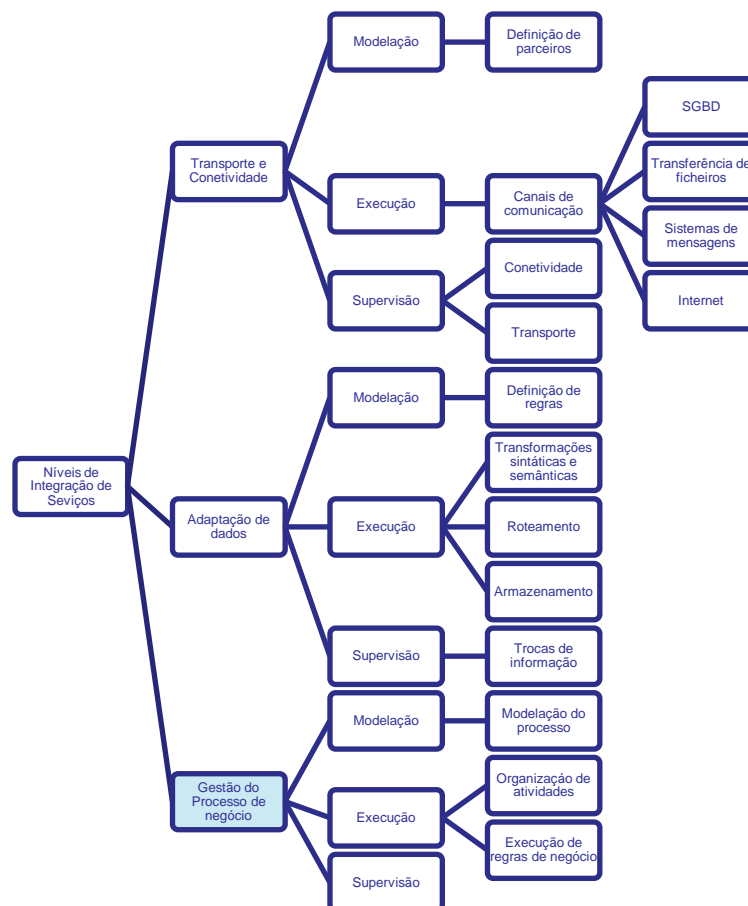 Modelação
Definição de
parceiros
SGBD
Transporte e
Conetividade
Transferência de
ficheiros
Execução
Canais de
comunicação
Sistemas de
mensagens
Conetividade
Supervisão
Internet
Transporte
Modelação
Definição de
regras
Níveis de
Integração de
Seviços
Transformações
sintáticas e
semânticas
Adaptação de
dados
Execução
Roteamento
Armazenamento
Supervisão
Trocas de
informação
Modelação
Modelação do
processo
Gestão do
Processo de
negócio
Organizaçáo de
atividades
Execução
Execução de
regras de negócio
Supervisão